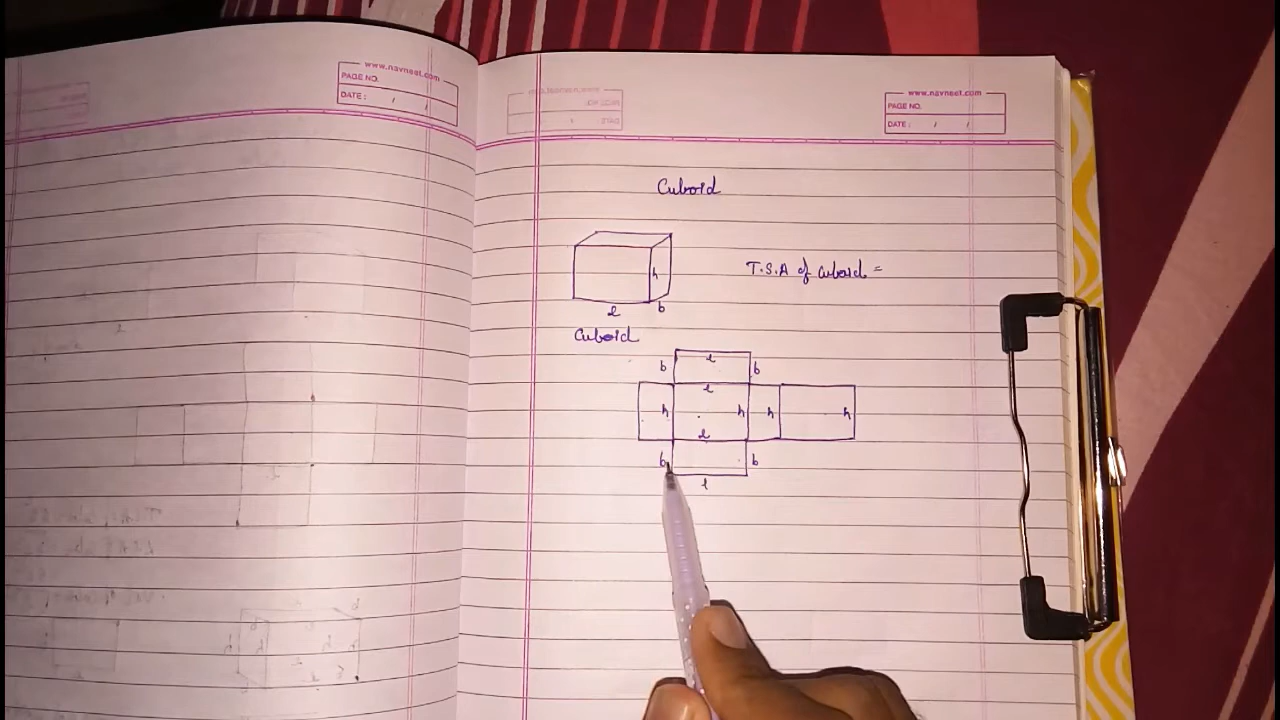 www.navneet.com
PAGE NO.
DATE : / /
www.navneet.com
PAGE NO.
DATE : / /
Cuboid
h
T.S.A of cuboid =
l b
Cuboid
l
b b
l
h h h h
l
b b
l